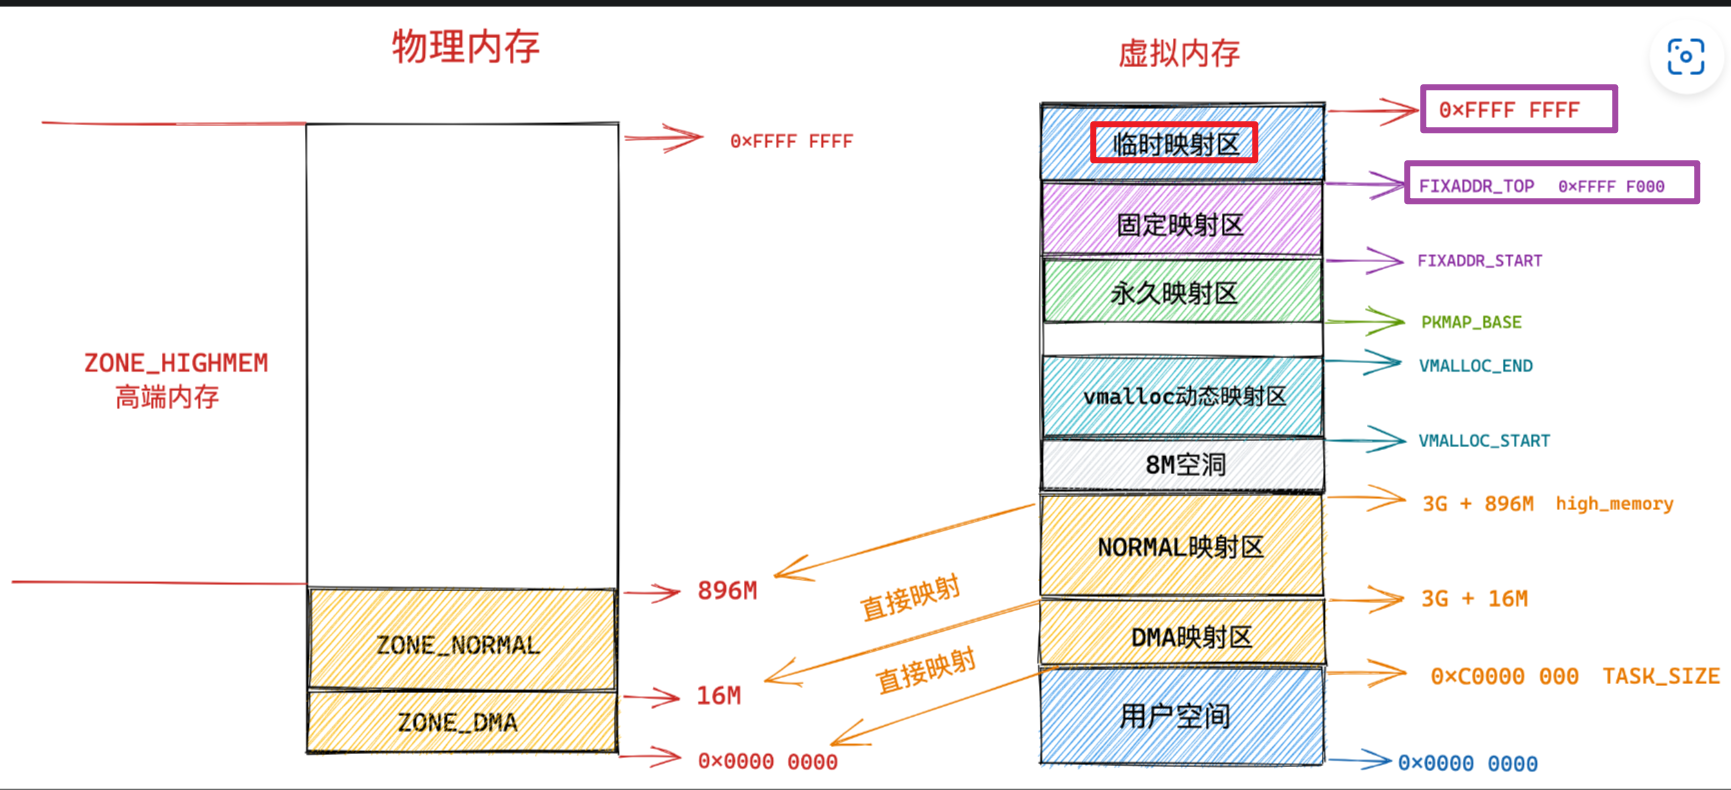 物理内存
0×FFFF FFFF
ZONE_HIGHMEM
高端内存
896M
ZONE_NORMAL
16M
ZONE_DMA
0×0000 0000
直接映射
直接映射
虚拟内存
0×FFFF FFFF
临时映射区
FIXADDR_TOP 0×FFFF F000
固定映射区
FIXADDR_START
永久映射区
PKMAP_BASE
VMALLOC_END
vmalloc动态映射区
VMALLOC_START
8M空洞
3G + 896M high_memory
NORMAL映射区
3G + 16M
DMA映射区
0×C0000 000 TASK_SIZE
用户空间
0×0000 0000